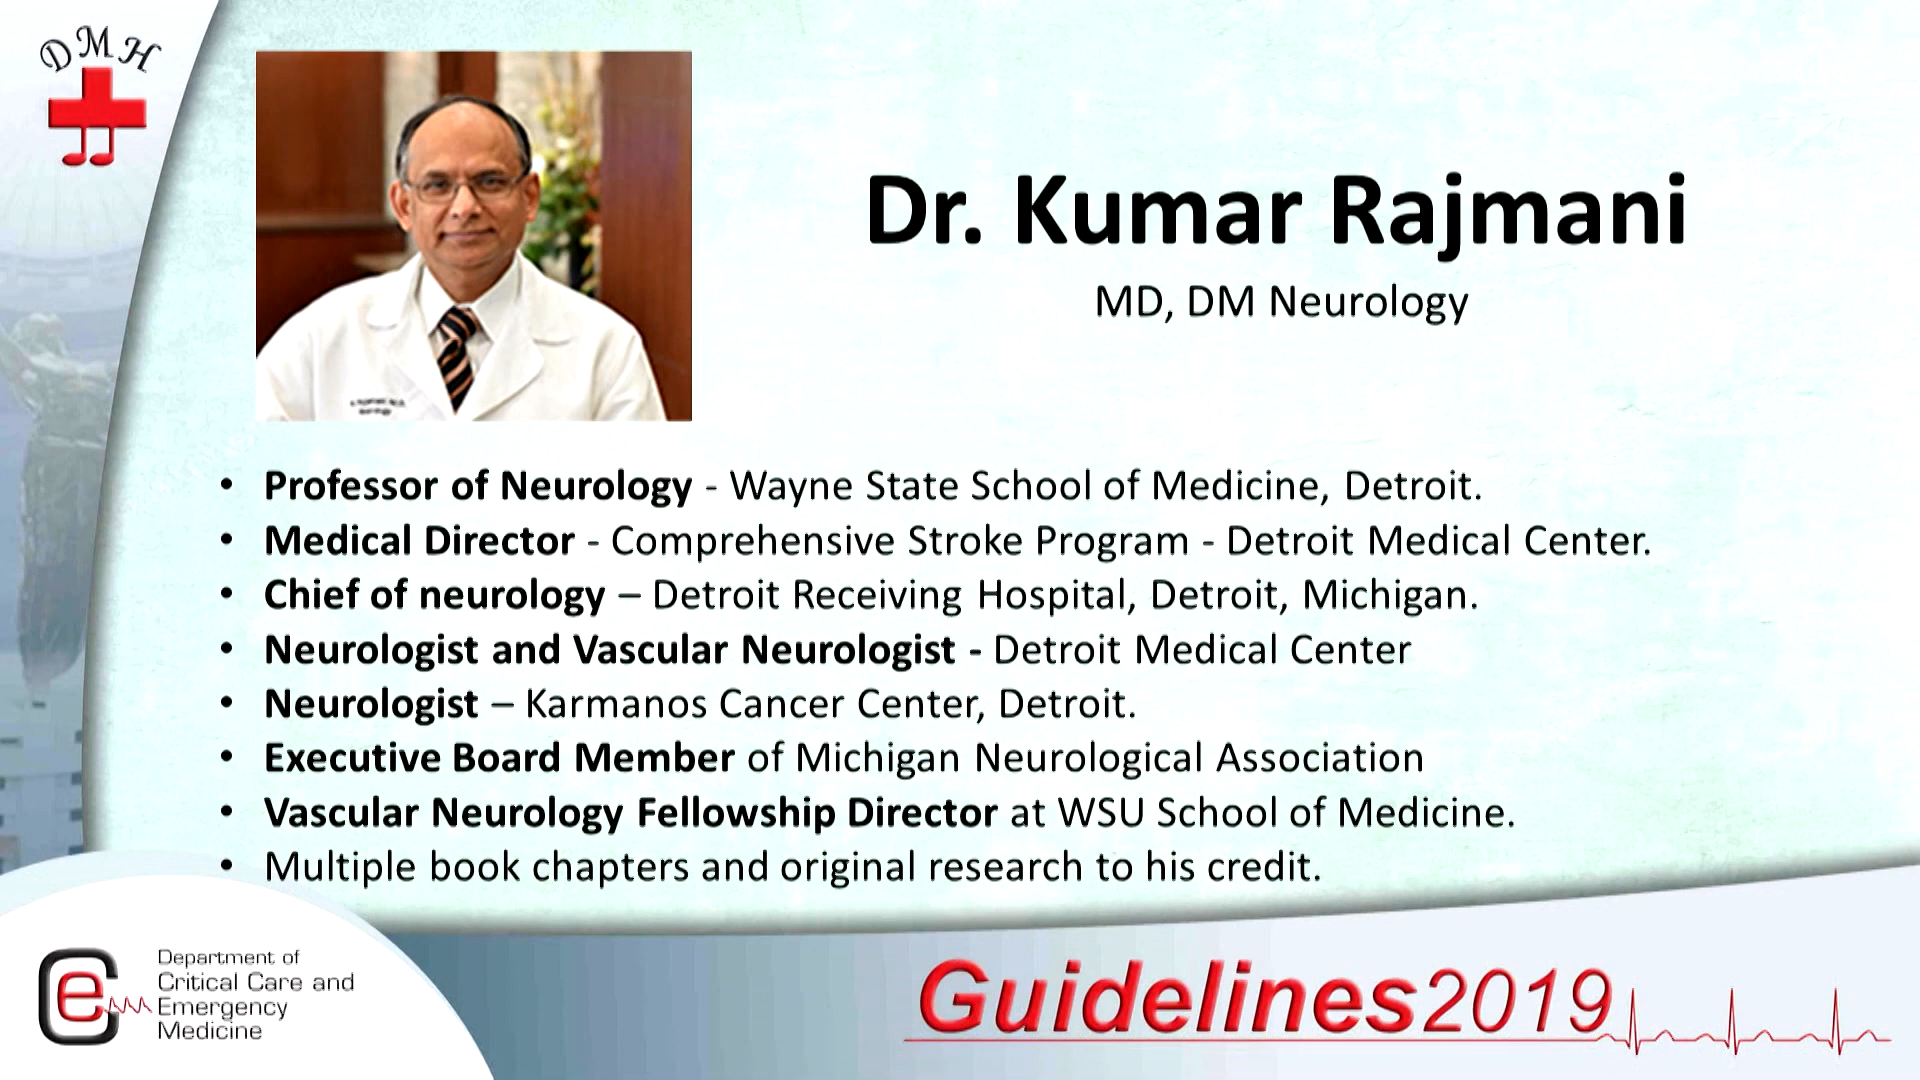 DMH
Dr. Kumar Rajmani
MD, DM Neurology
• Professor of Neurology - Wayne State School of Medicine, Detroit.
• Medical Director - Comprehensive Stroke Program - Detroit Medical Center.
• Chief of neurology – Detroit Receiving Hospital, Detroit, Michigan.
• Neurologist and Vascular Neurologist - Detroit Medical Center
• Neurologist – Karmanos Cancer Center, Detroit.
• Executive Board Member of Michigan Neurological Association
• Vascular Neurology Fellowship Director at WSU School of Medicine.
• Multiple book chapters and original research to his credit.
Ce
Department of
Critical Care and
Emergency
Medicine
Guidelines2019